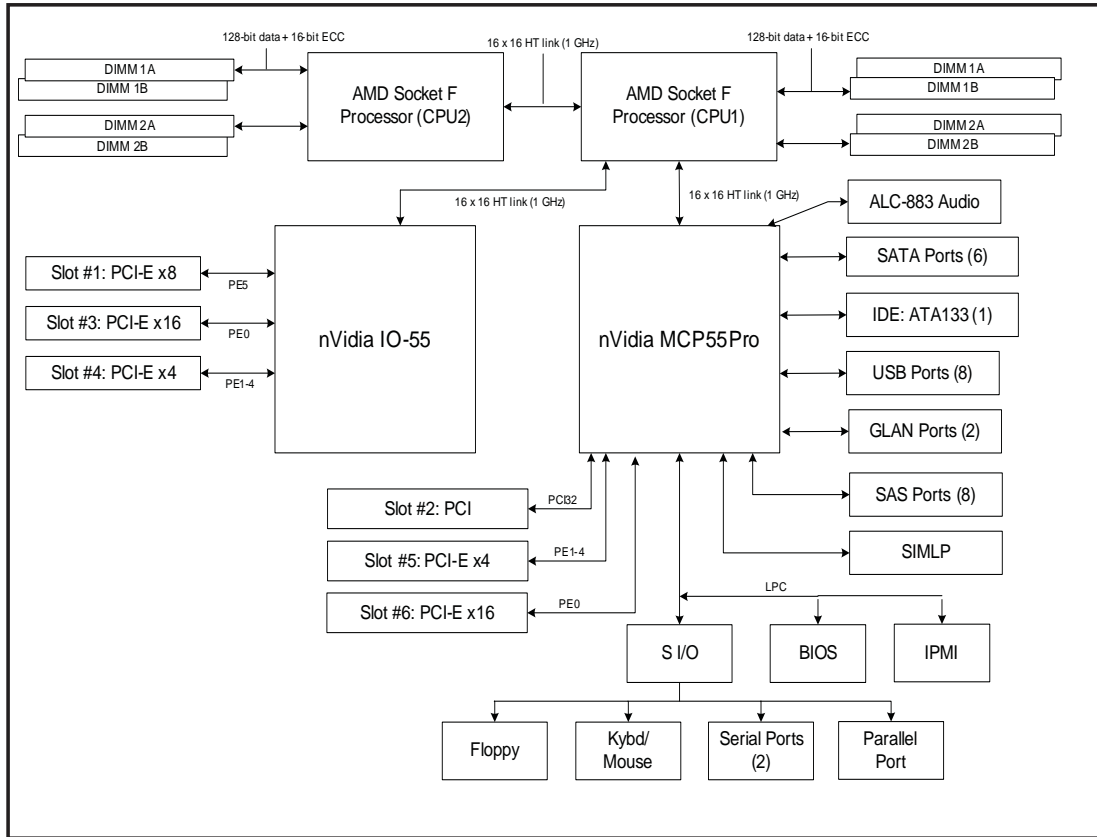 128-bit data + 16-bit ECC
16 x 16 HT link (1 GHz)
128-bit data + 16-bit ECC
DIMM 1A
DIMM 1B
DIMM 2A
DIMM 2B
AMD Socket F
Processor (CPU2)
AMD Socket F
Processor (CPU1)
DIMM 1A
DIMM 1B
DIMM 2A
DIMM 2B
16 x 16 HT link (1 GHz)
16 x 16 HT link (1 GHz)
ALC-883 Audio
Slot #1: PCI-E x8
PE5
Slot #3: PCI-E x16
PE0
Slot #4: PCI-E x4
PE1-4
nVidia IO-55
nVidia MCP55Pro
SATA Ports (6)
IDE: ATA133 (1)
USB Ports (8)
GLAN Ports (2)
SAS Ports (8)
SIMLP
Slot #2: PCI
PCI32
Slot #5: PCI-E x4
PE1-4
Slot #6: PCI-E x16
PE0
LPC
S I/O
BIOS
IPMI
Floppy
Kybd/
Mouse
Serial Ports
(2)
Parallel
Port